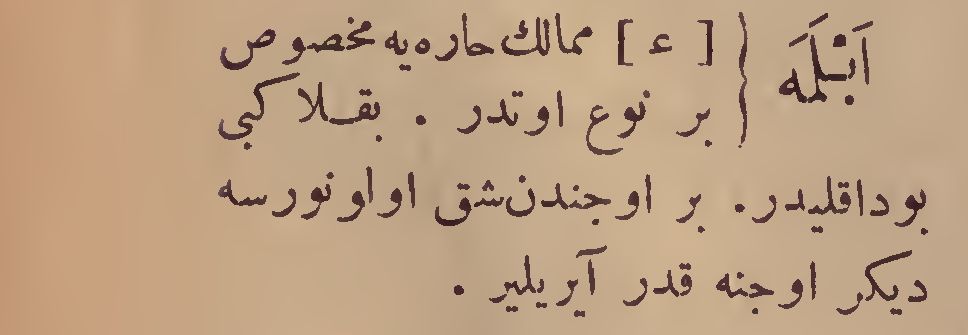 اَبْلَمَه { [ ء ] ممالك حاره‌يه مخصوص
بر نوع اوتدر . بقلا كبى
بوداقليدر. بر اوجندن شق اولونورسه
ديكر اوجنه قدر آيريلير .